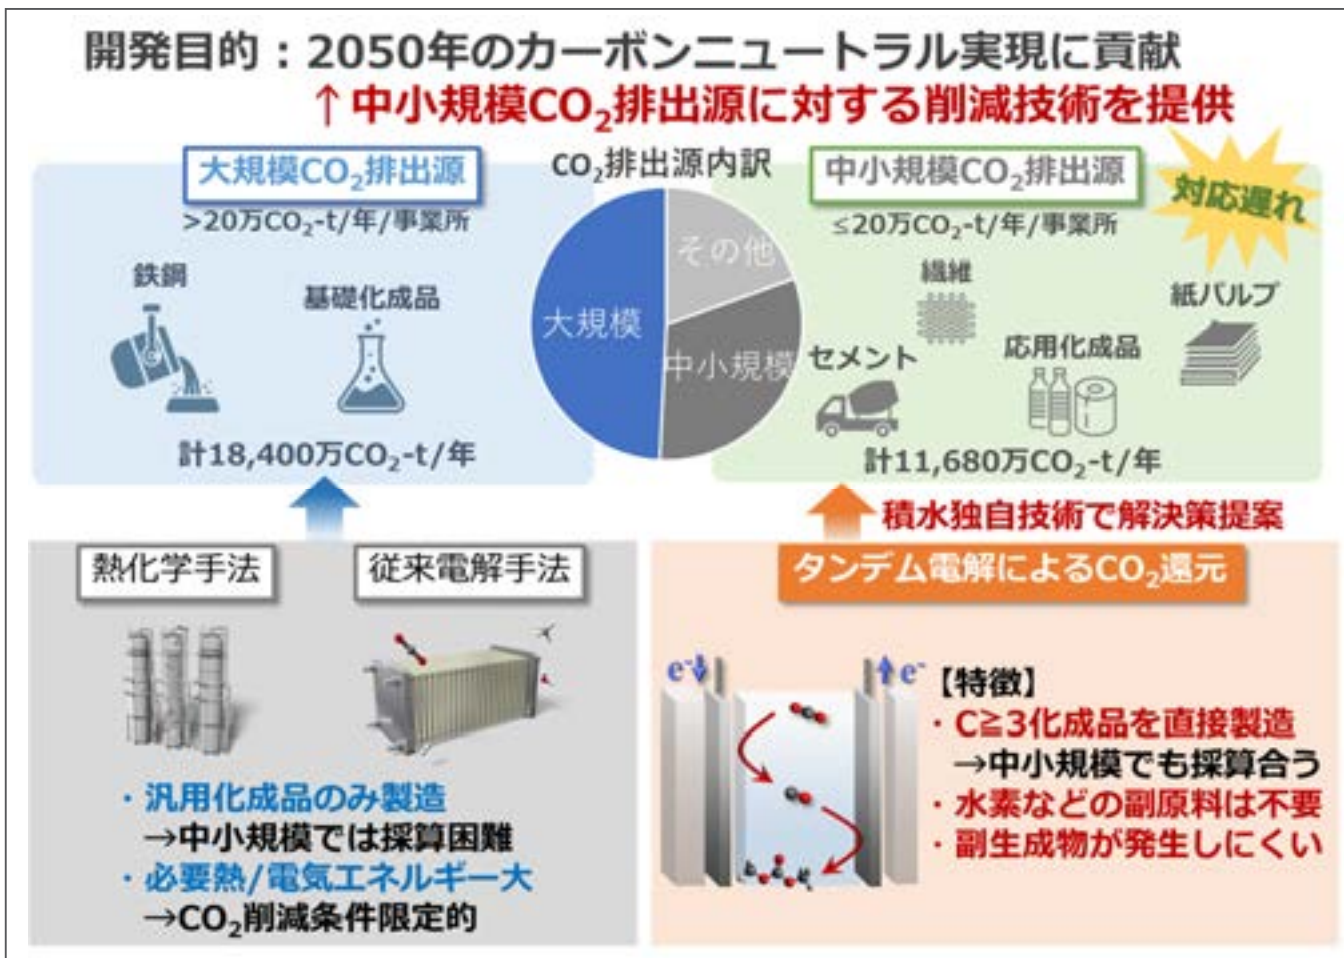 開発目的：2050年のカーボンニュートラル実現に貢献
↑中小規模CO₂排出源に対する削減技術を提供
大規模CO₂排出源
>20万CO₂-t/年/事業所
鉄鋼
基礎化成品
計18,400万CO₂-t/年
CO₂排出源内訳
その他
大規模
中小規模
中小規模CO₂排出源
対応遅れ
≤20万CO₂-t/年/事業所
繊維
紙パルプ
セメント
応用化成品
計11,680万CO₂-t/年
積水独自技術で解決策提案
熱化学手法
従来電解手法
・汎用化成品のみ製造
→中小規模では採算困難
・必要熱/電気エネルギー大
→CO₂削減条件限定的
タンデム電解によるCO₂還元
e⁻
e⁻
【特徴】
・C≧3化成品を直接製造
→中小規模でも採算合う
・水素などの副原料は不要
・副生成物が発生しにくい